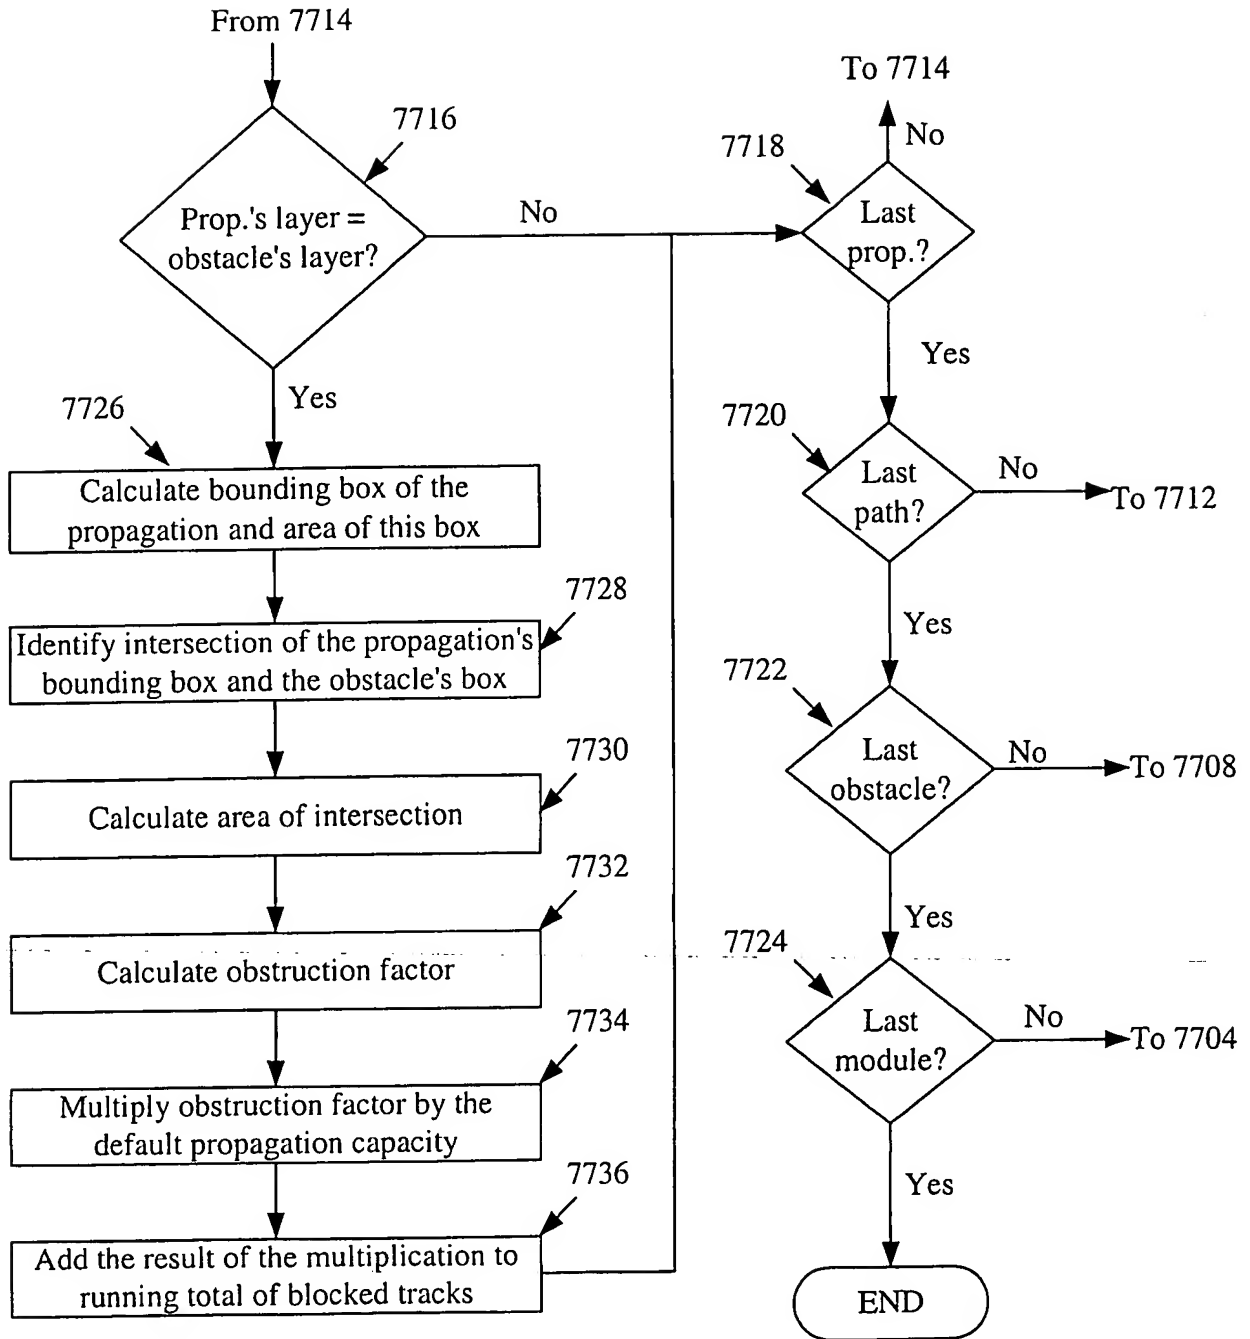 From 7714
7716
Prop.'s layer =
obstacle's layer?
No
Yes
7726
Calculate bounding box of the
propagation and area of this box
7728
Identify intersection of the propagation's
bounding box and the obstacle's box
7730
Calculate area of intersection
7732
Calculate obstruction factor
7734
Multiply obstruction factor by the
default propagation capacity
7736
Add the result of the multiplication to
running total of blocked tracks
To 7714
No
7718
Last
prop.?
Yes
7720
Last
path?
No
To 7712
Yes
7722
Last
obstacle?
No
To 7708
Yes
7724
Last
module?
No
To 7704
Yes
END